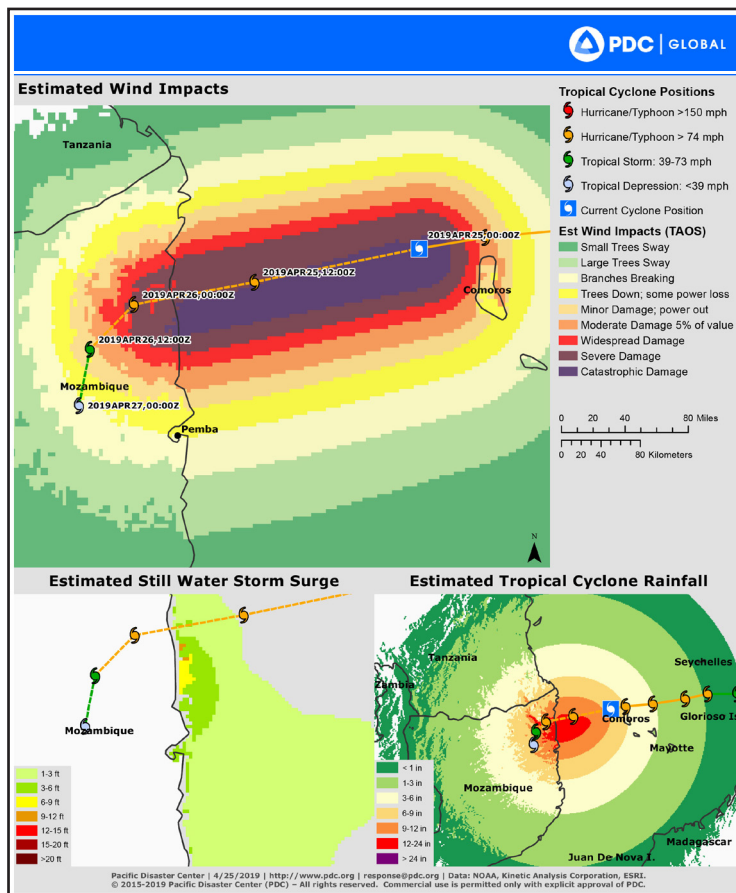 PDC | GLOBAL
Estimated Wind Impacts
Tanzania
2019APR25,00:00Z
2019APR25,12:00Z
2019APR26,00:00Z
Comoros
2019APR26,12:00Z
Mozambique
2019APR27,00:00Z
Pemba
N
Tropical Cyclone Positions
Hurricane/Typhoon >150 mph
Hurricane/Typhoon > 74 mph
Tropical Storm: 39-73 mph
Tropical Depression: <39 mph
Current Cyclone Position
Est Wind Impacts (TAOS)
Small Trees Sway
Large Trees Sway
Branches Breaking
Trees Down; some power loss
Minor Damage; power out
Moderate Damage 5% of value
Widespread Damage
Severe Damage
Catastrophic Damage
0 20 40 80 Miles
0 20 40 80 Kilometers
Estimated Still Water Storm Surge
Mozambique
1-3 ft
3-6 ft
6-9 ft
9-12 ft
12-15 ft
15-20 ft
>20 ft
Estimated Tropical Cyclone Rainfall
Tanzania
Seychelles
Zambia
Comoros
Glorioso Is
Mayotte
Mozambique
Madagascar
Juan De Nova I.
< 1 in
1-3 in
3-6 in
6-9 in
9-12 in
12-24 in
> 24 in
Pacific Disaster Center | 4/25/2019 | http://www.pdc.org | response@pdc.org | Data: NOAA, Kinetic Analysis Corporation, ESRI.
© 2015-2019 Pacific Disaster Center (PDC) – All rights reserved. Commercial use is permitted only with explicit approval of PDC.